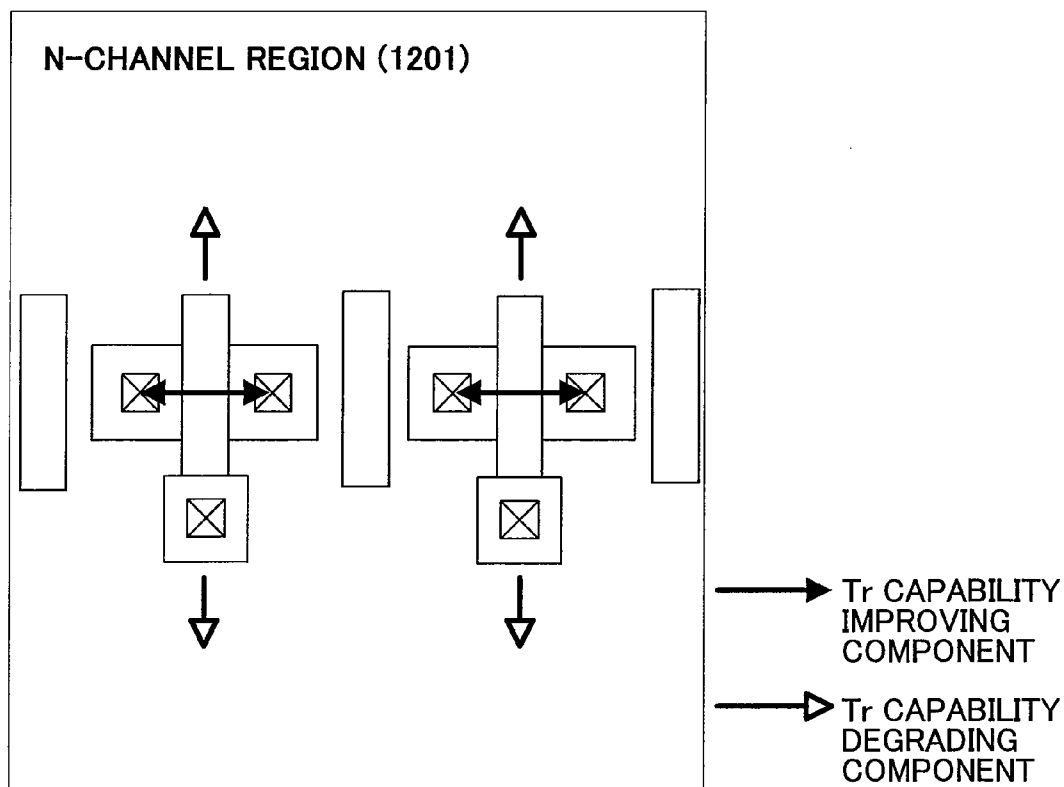 N-CHANNEL REGION (1201)
Tr CAPABILITY
IMPROVING
COMPONENT
Tr CAPABILITY
DEGRADING
COMPONENT